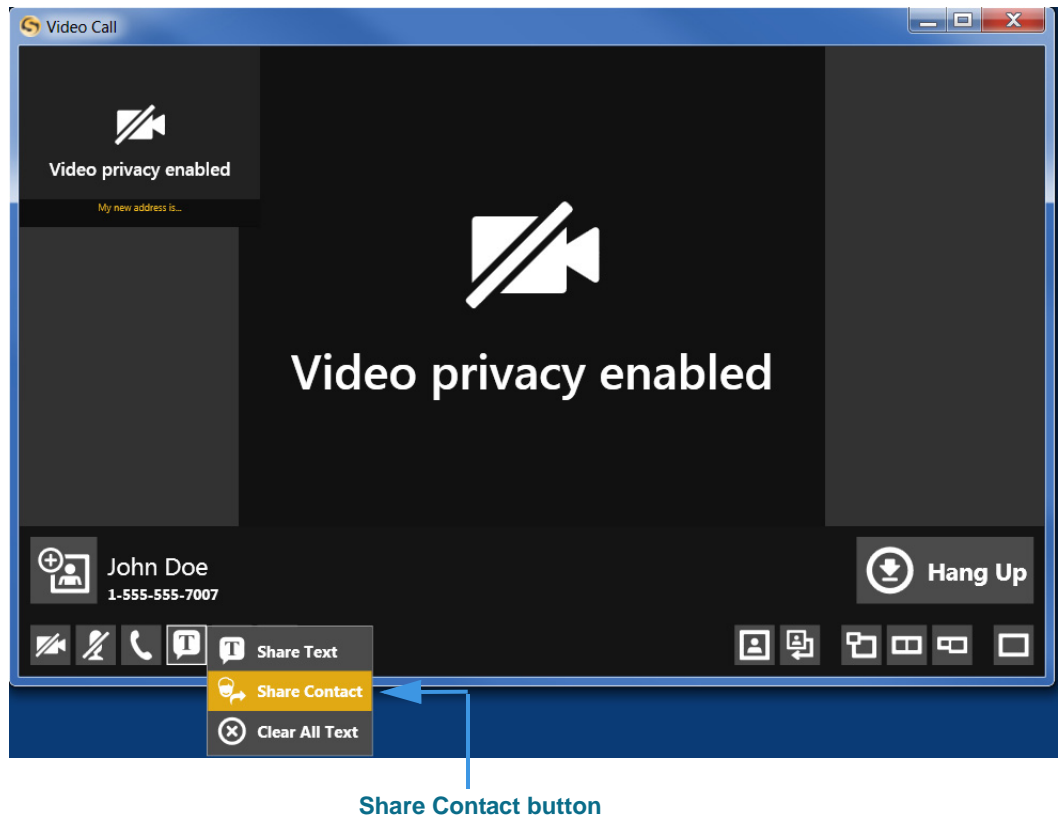 Video Call
Video privacy enabled
My new address is...
Video privacy enabled
John Doe
1-555-555-7007
Hang Up
T
T Share Text
Share Contact
Clear All Text
Share Contact button